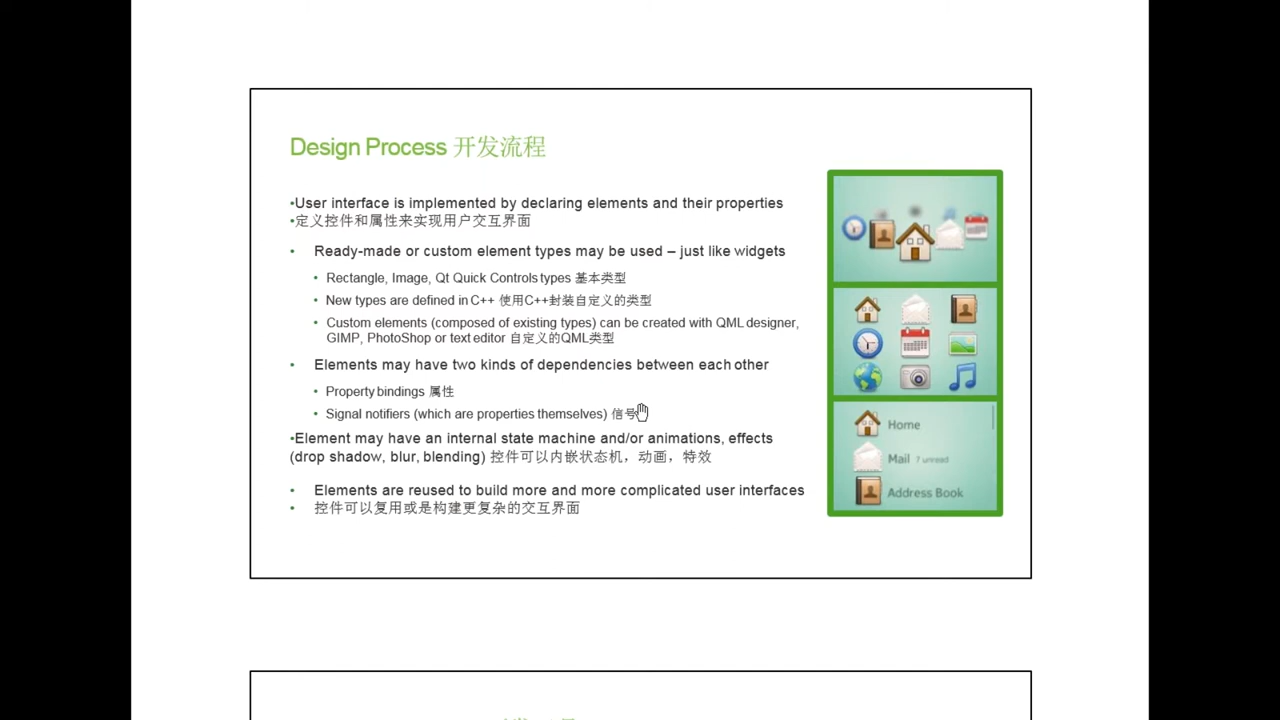 Design Process 开发流程
•User interface is implemented by declaring elements and their properties
•定义控件和属性来实现用户交互界面
• Ready-made or custom element types may be used – just like widgets
• Rectangle, Image, Qt Quick Controls types 基本类型
• New types are defined in C++ 使用C++封装自定义的类型
• Custom elements (composed of existing types) can be created with QML designer,
GIMP, PhotoShop or text editor 自定义的QML类型
• Elements may have two kinds of dependencies between each other
• Property bindings 属性
• Signal notifiers (which are properties themselves) 信号
•Element may have an internal state machine and/or animations, effects
(drop shadow, blur, blending) 控件可以内嵌状态机，动画，特效
• Elements are reused to build more and more complicated user interfaces
• 控件可以复用或是构建更复杂的交互界面
Home
Mail 7 unread
Address Book